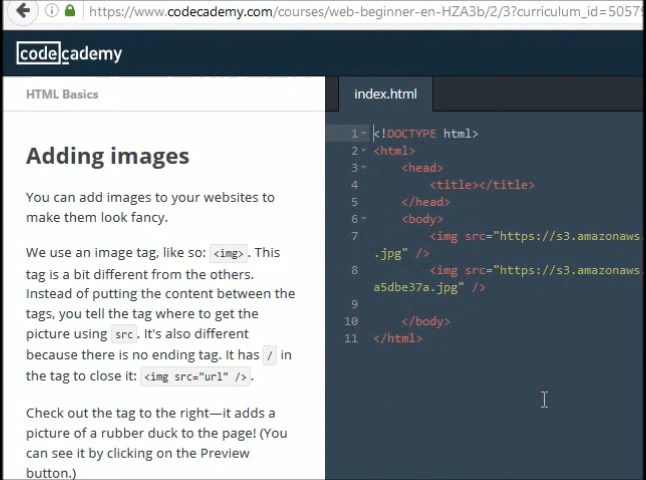 https://www.codecademy.com/courses/web-beginner-en-HZA3b/2/3?curriculum_id=5057
codecademy
HTML Basics
index.html
Adding images
You can add images to your websites to
make them look fancy.
We use an image tag, like so: <img>. This
tag is a bit different from the others.
Instead of putting the content between the
tags, you tell the tag where to get the
picture using src. It's also different
because there is no ending tag. It has / in
the tag to close it: <img src="url" />.
Check out the tag to the right—it adds a
picture of a rubber duck to the page! (You
can see it by clicking on the Preview
button.)
1 <!DOCTYPE html>
2 <html>
3 <head>
4 <title></title>
5 </head>
6 <body>
7 <img src="https://s3.amazonaws
.jpg" />
8 <img src="https://s3.amazonaws
a5dbe37a.jpg" />
9
10 </body>
11 </html>